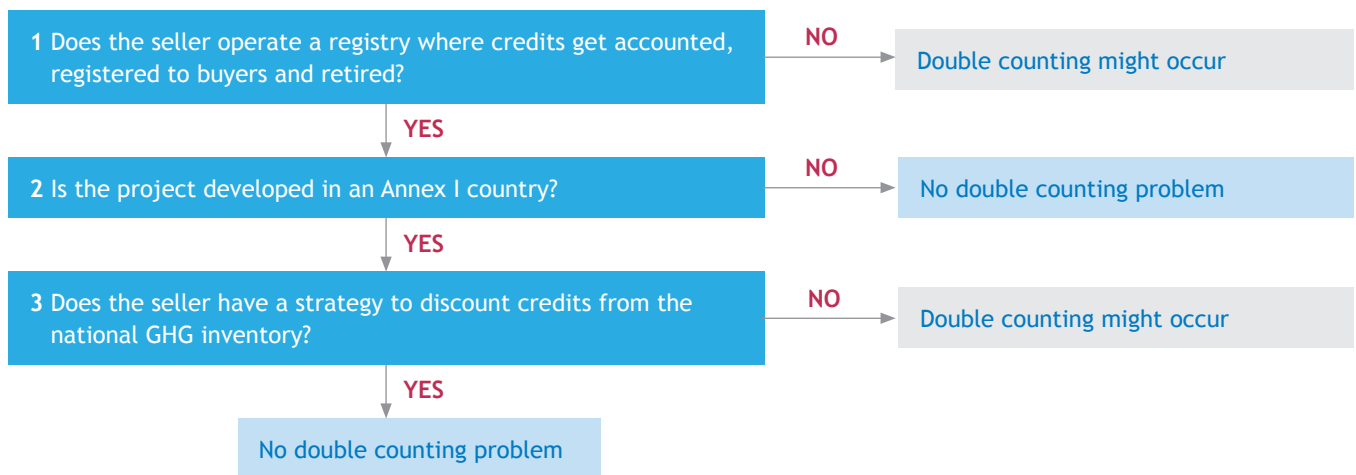 1 Does the seller operate a registry where credits get accounted,
registered to buyers and retired?
NO
Double counting might occur
YES
2 Is the project developed in an Annex I country?
NO
No double counting problem
YES
3 Does the seller have a strategy to discount credits from the
national GHG inventory?
NO
Double counting might occur
YES
No double counting problem